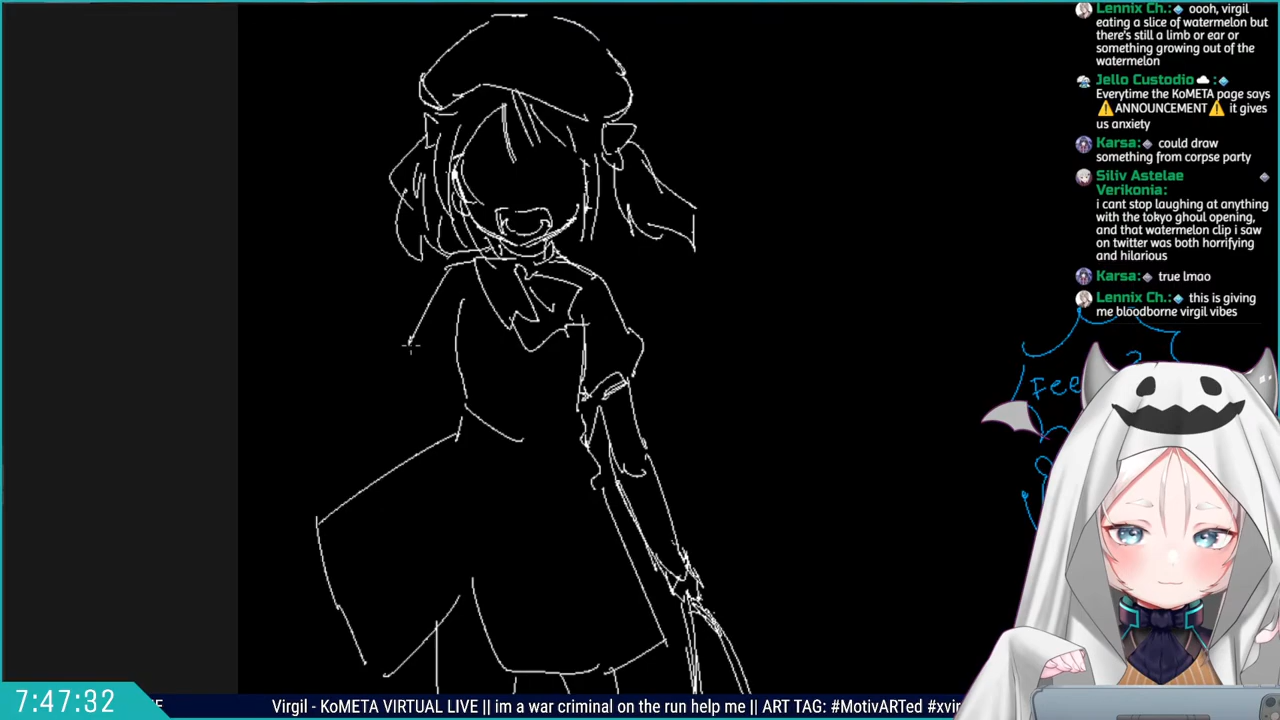 Lennix Ch.: oooh, virgil
eating a slice of watermelon but
there's still a limb or ear or
something growing out of the
watermelon
Jello Custodio :
Everytime the KoMETA page says
⚠️ANNOUNCEMENT⚠️ it gives
us anxiety
Karsa: could draw
something from corpse party
Siliv Astelae
Verikonia:
i cant stop laughing at anything
with the tokyo ghoul opening,
and that watermelon clip i saw
on twitter was both horrifying
and hilarious
Karsa: true lmao
Lennix Ch.: this is giving
me bloodborne virgil vibes
Fee
7:47:32
Virgil - KoMETA VIRTUAL LIVE || im a war criminal on the run help me || ART TAG: #MotivARTed #xvir